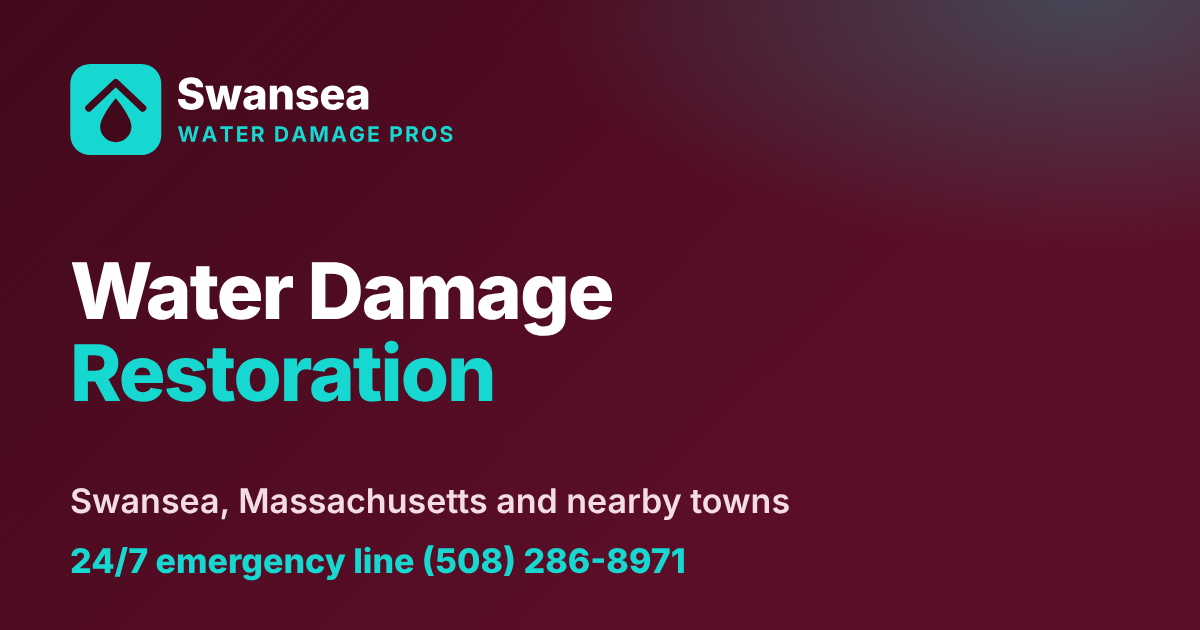 Swansea
WATER DAMAGE PROS
Water Damage
Restoration
Swansea, Massachusetts and nearby towns
24/7 emergency line (508) 286-8971